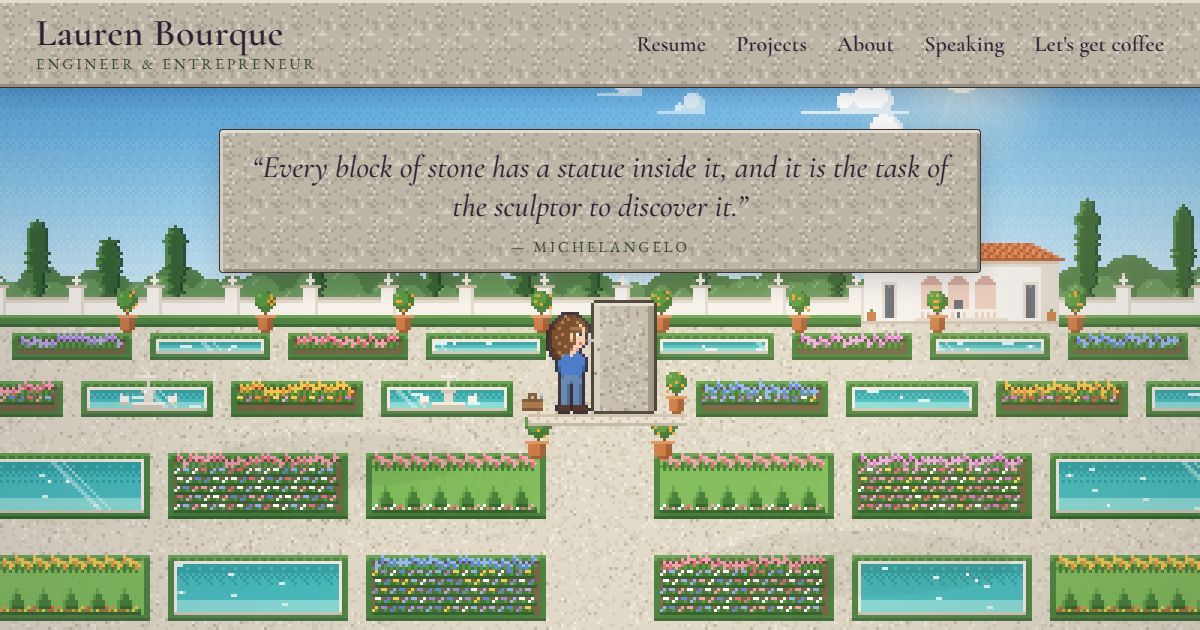 Lauren Bourque
ENGINEER & ENTREPRENEUR
Resume Projects About Speaking Let's get coffee
“Every block of stone has a statue inside it, and it is the task of
the sculptor to discover it.”
— MICHELANGELO